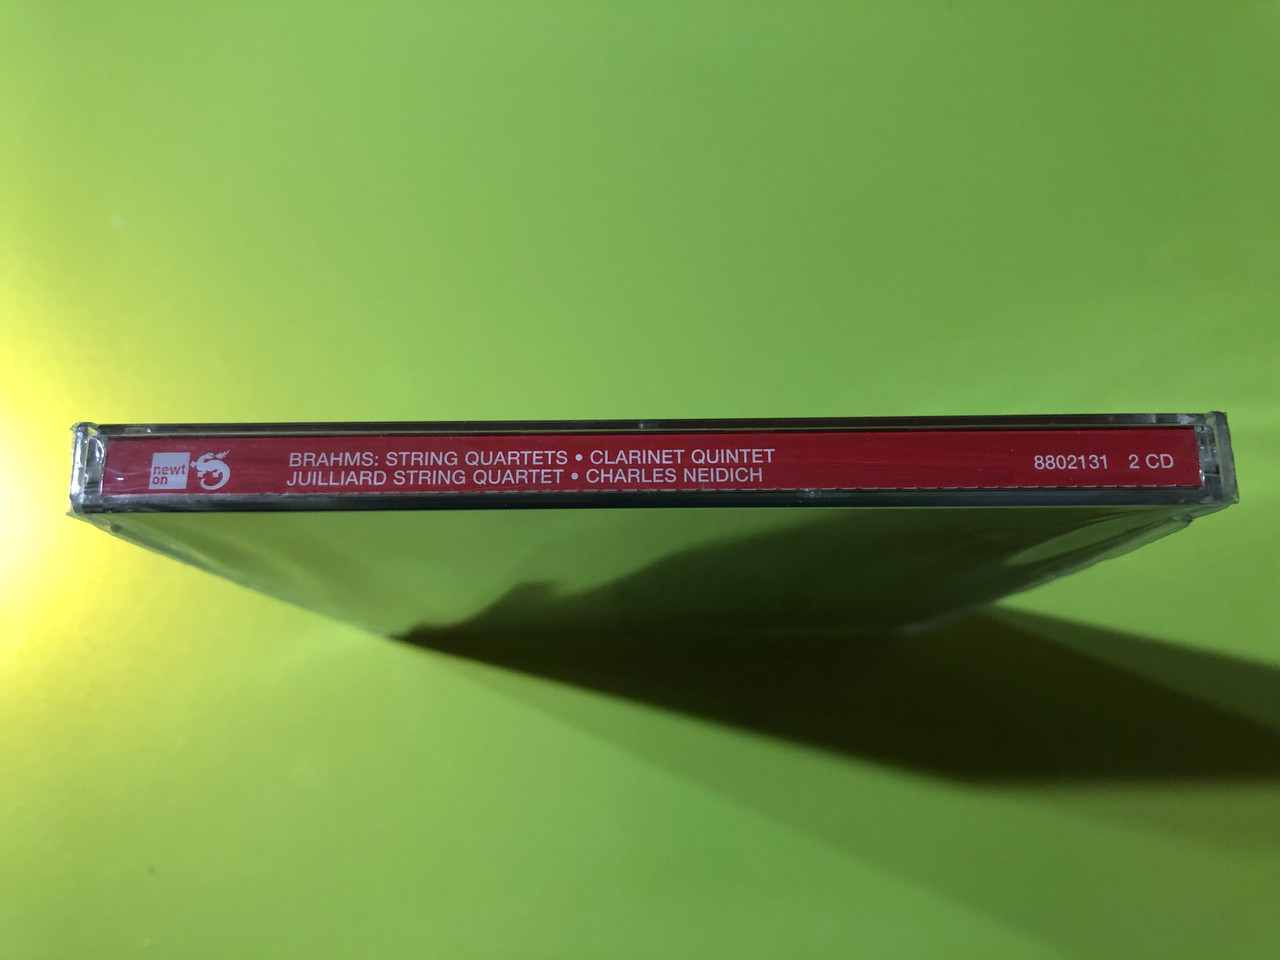 newt
on
BRAHMS: STRING QUARTETS • CLARINET QUINTET
JUILLIARD STRING QUARTET • CHARLES NEIDICH
8802131 2 CD